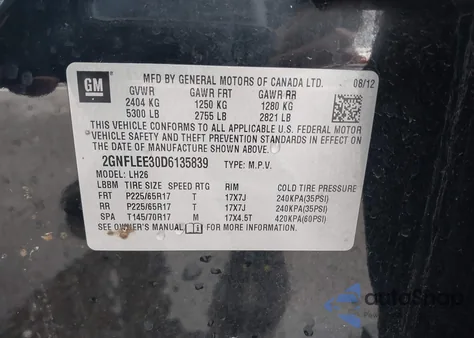 GM
MFD BY GENERAL MOTORS OF CANADA LTD. 08/12
GVWR GAWR FRT GAWR RR
2404 KG 1250 KG 1280 KG
5300 LB 2755 LB 2821 LB
THIS VEHICLE CONFORMS TO ALL APPLICABLE U.S. FEDERAL MOTOR
VEHICLE SAFETY AND THEFT PREVENTION STANDARDS IN EFFECT ON
THE DATE OF MANUFACTURE SHOWN ABOVE.
2GNFLEE30D6135839 TYPE: M.P.V.
MODEL: LH26
LBBM TIRE SIZE SPEED RTG RIM COLD TIRE PRESSURE
FRT P225/65R17 T 17X7J 240KPA(35PSI)
RR P225/65R17 T 17X7J 240KPA(35PSI)
SPA T145/70R17 M 17X4.5T 420KPA(60PSI)
SEE OWNER'S MANUAL FOR MORE INFORMATION.
autoSnap